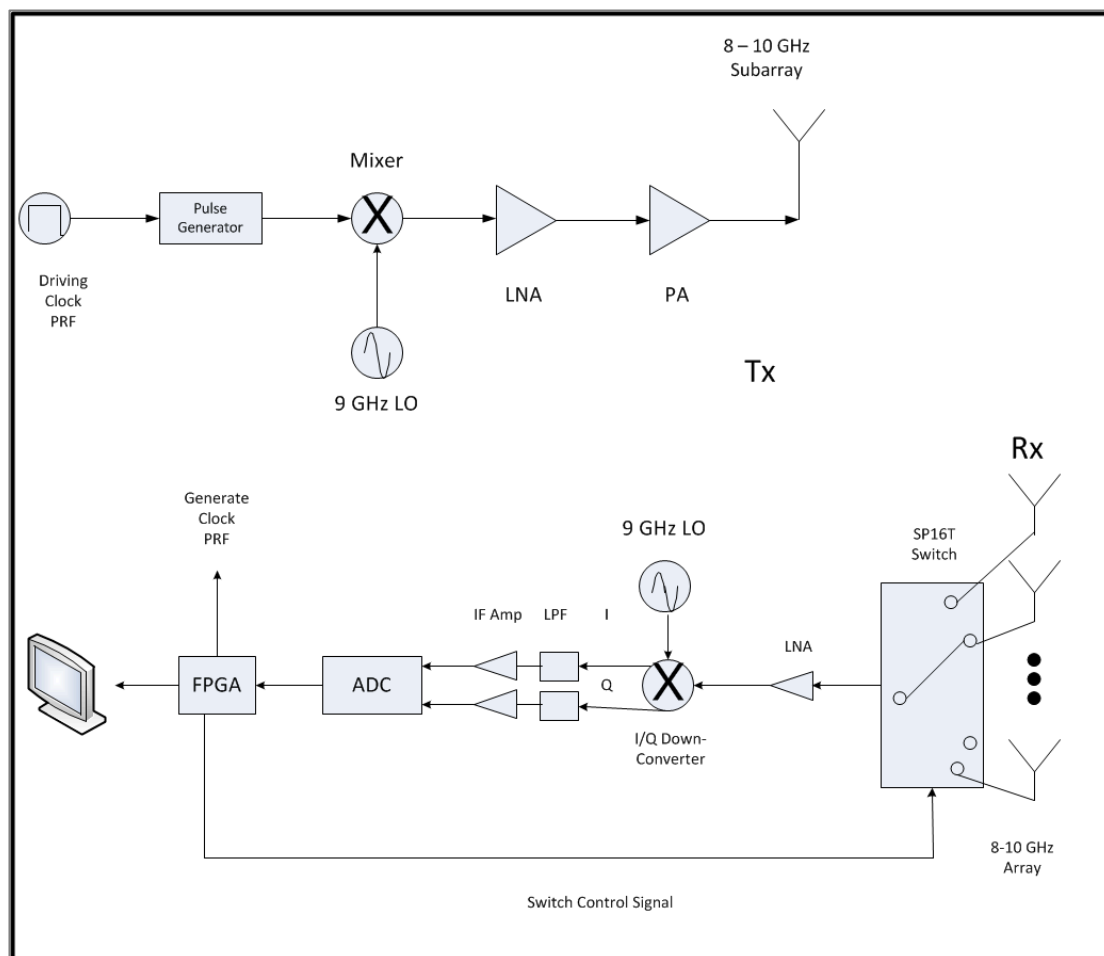 8 – 10 GHz
Subarray
Mixer
X
Pulse
Generator
Driving
Clock
PRF
LNA
PA
9 GHz LO
Tx
Rx
Generate
Clock
PRF
9 GHz LO
SP16T
Switch
IF Amp
LPF
I
LNA
FPGA
ADC
Q
X
I/Q Down-
Converter
8-10 GHz
Array
Switch Control Signal